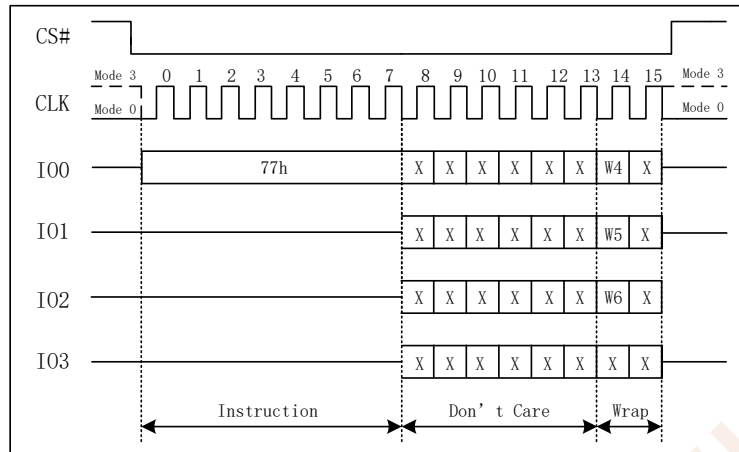 CS#
Mode 3 0 1 2 3 4 5 6 7 8 9 10 11 12 13 14 15 Mode 3
CLK Mode 0 Mode 0
IO0 77h X X X X X X W4 X
IO1 X X X X X X W5 X
IO2 X X X X X X W6 X
IO3 X X X X X X X X
Instruction Don't Care Wrap